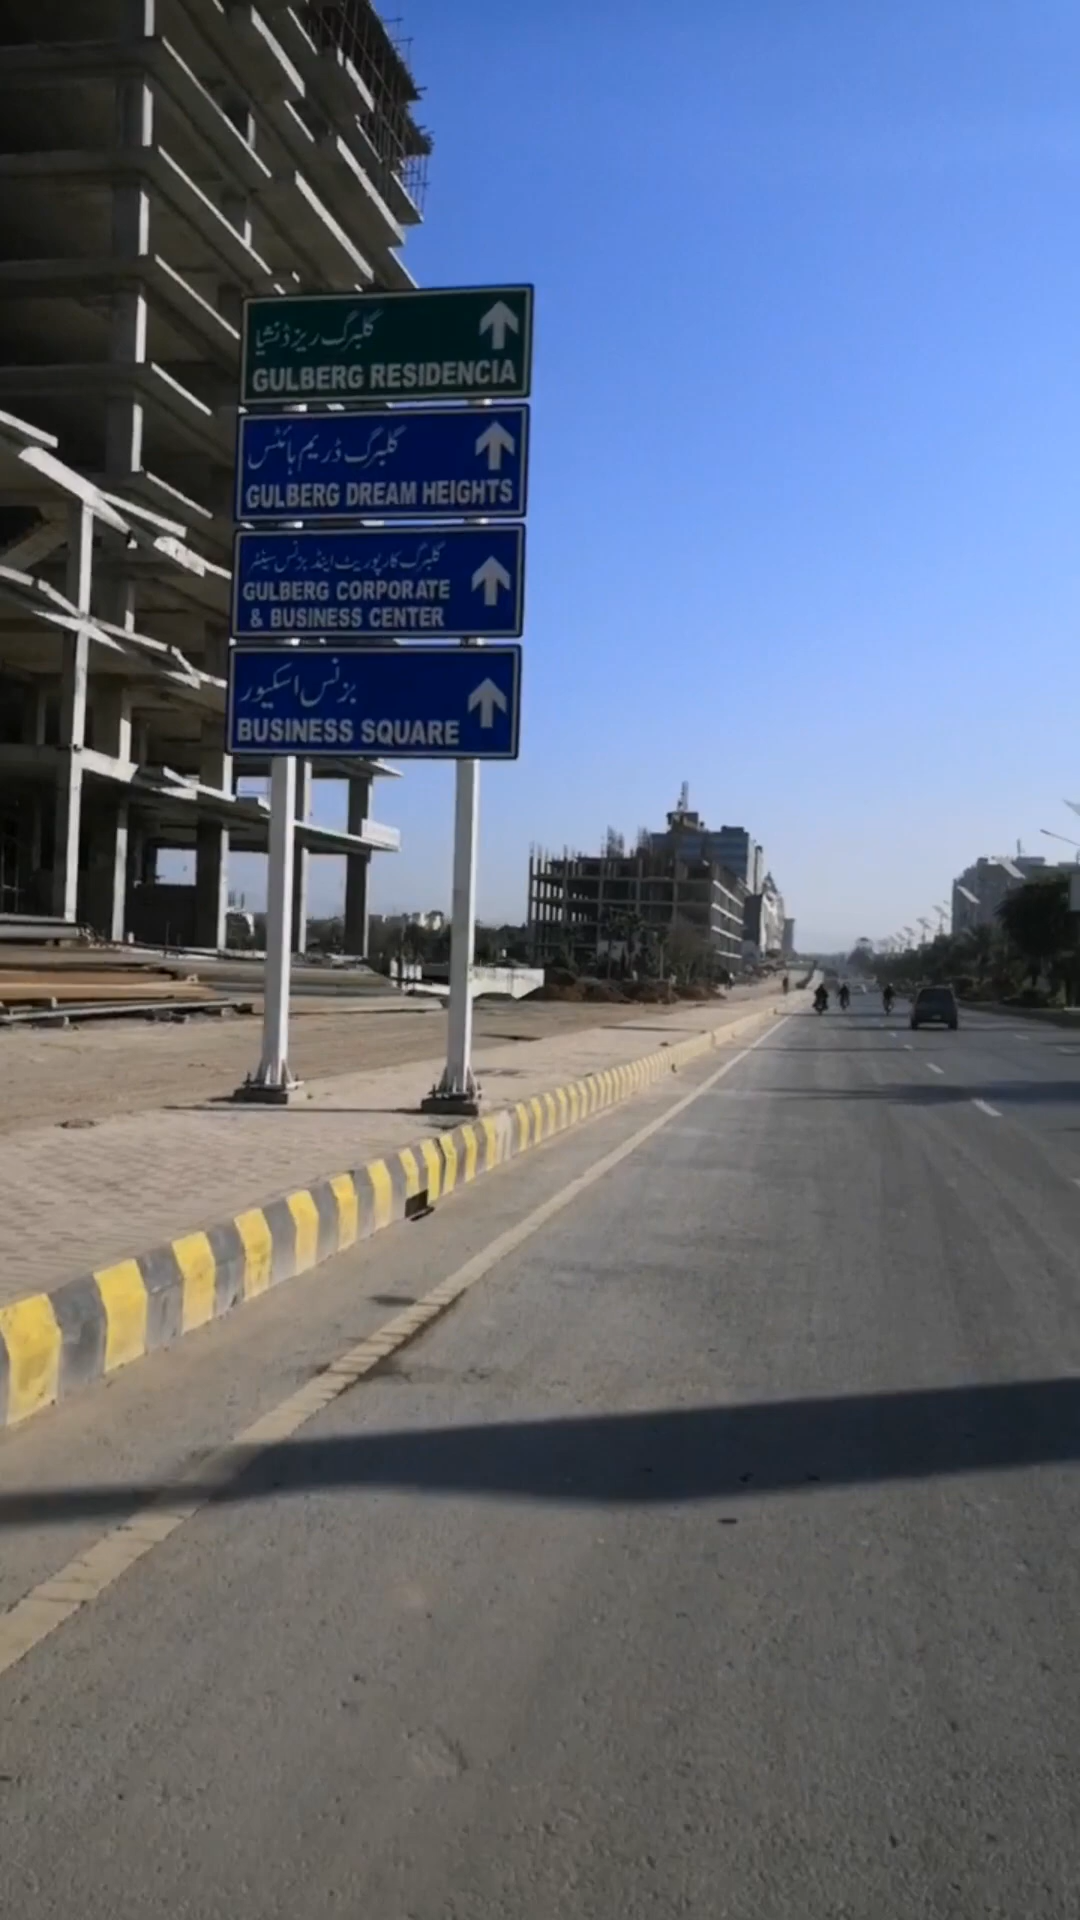 گلبرگ ریزڈنشیا
GULBERG RESIDENCIA
گلبرگ ڈریم ہائٹس
GULBERG DREAM HEIGHTS
گلبرگ کارپوریٹ اینڈ بزنس سینٹر
GULBERG CORPORATE
& BUSINESS CENTER
بزنس اسکیور
BUSINESS SQUARE